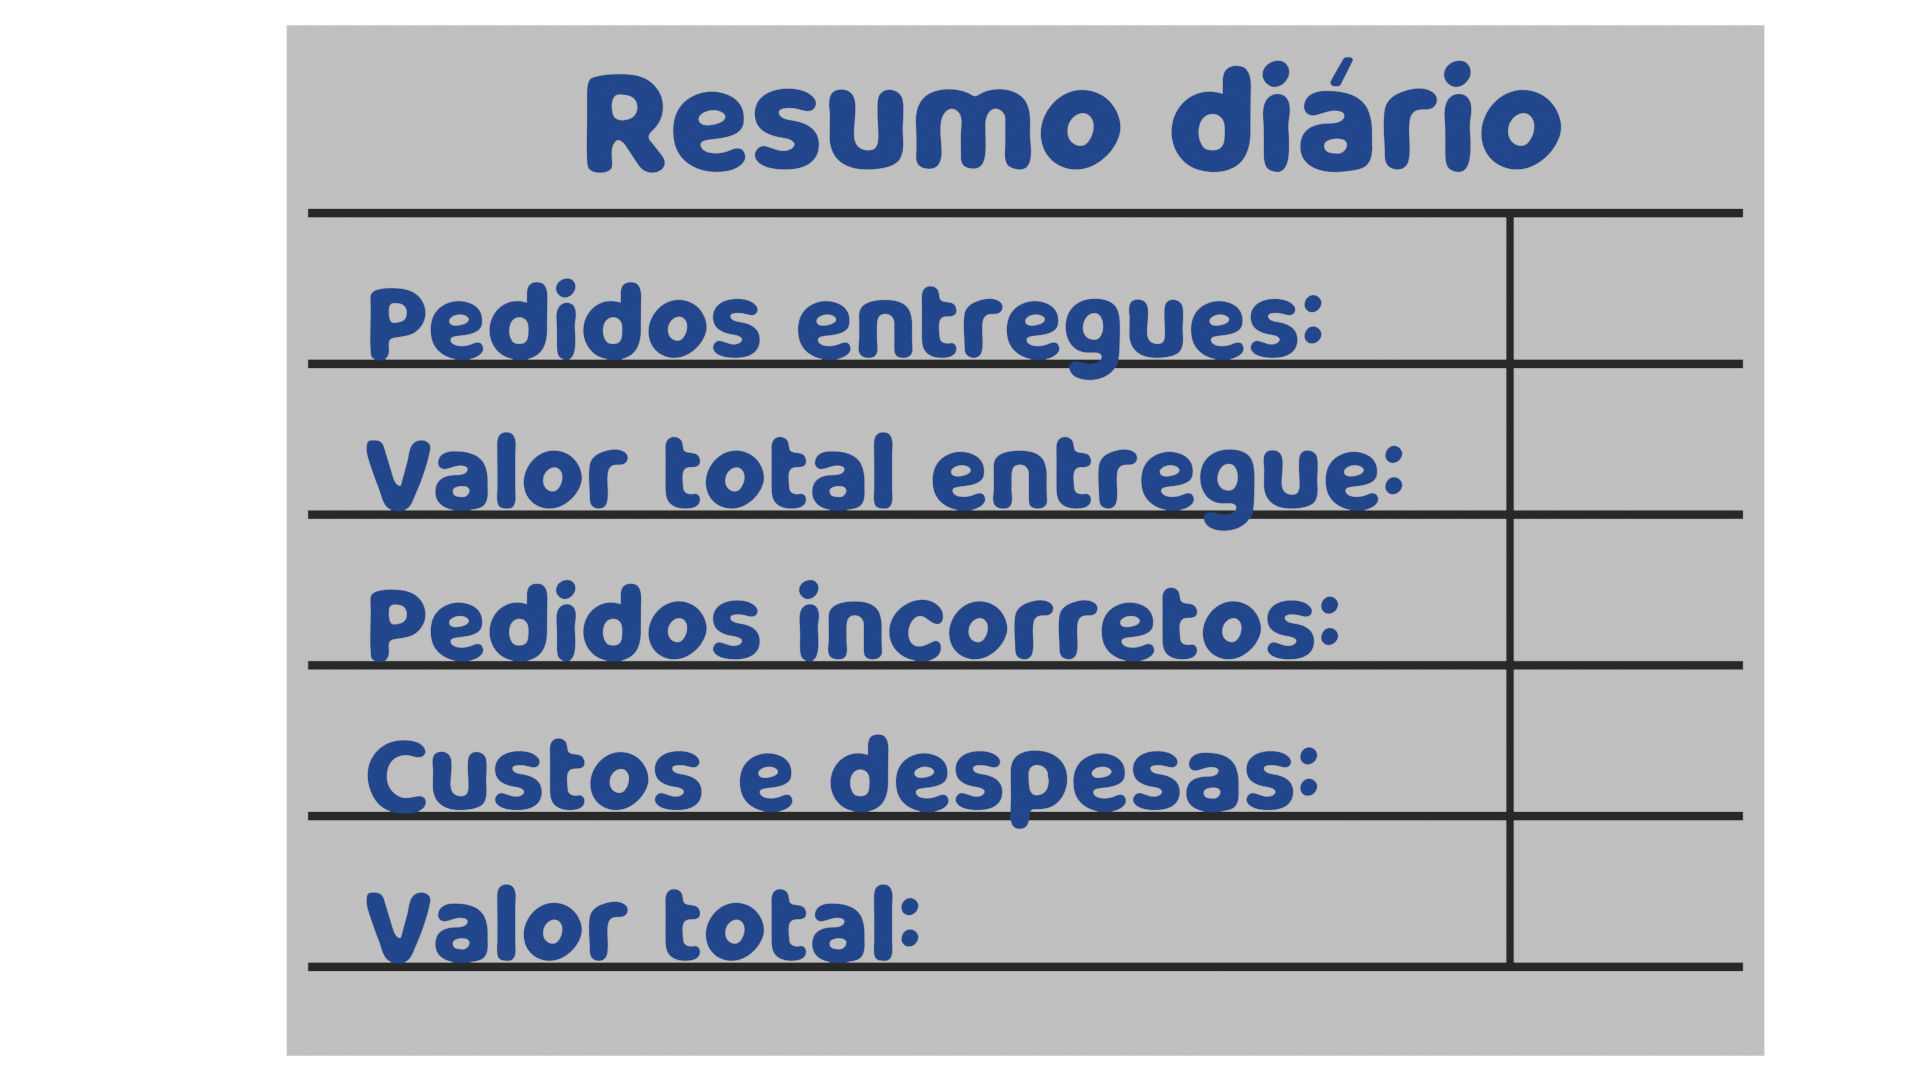 Resumo diário
Pedidos entregues:
Valor total entregue:
Pedidos incorretos:
Custos e despesas:
Valor total: